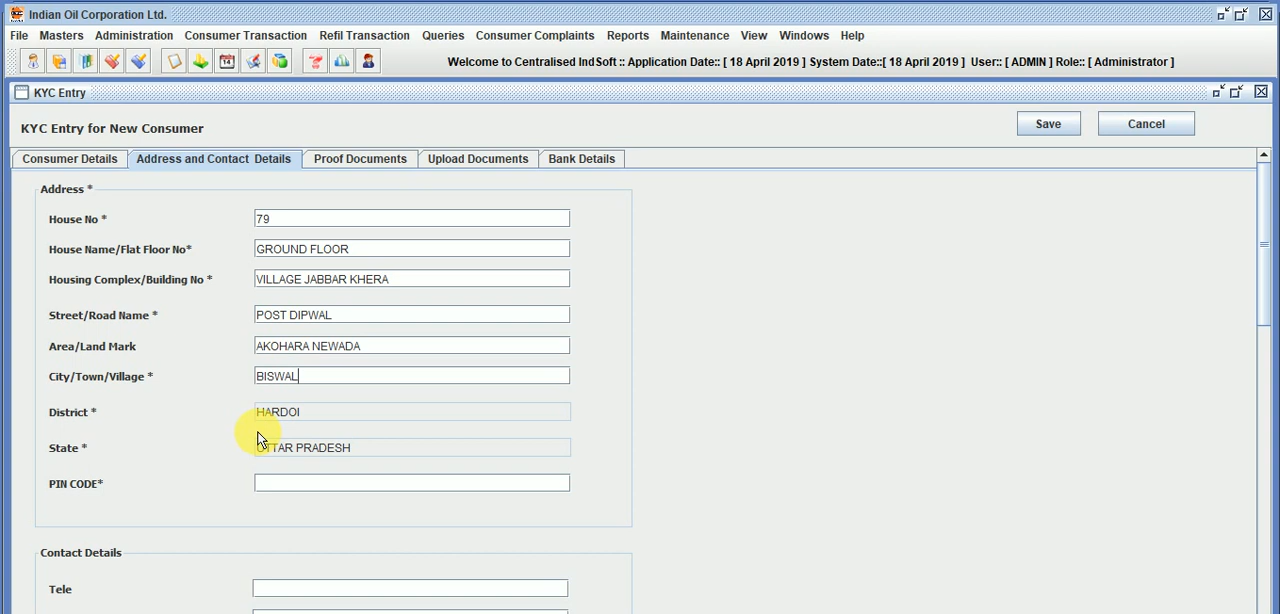 Indian Oil Corporation Ltd.
File Masters Administration Consumer Transaction Refil Transaction Queries Consumer Complaints Reports Maintenance View Windows Help
14 Welcome to Centralised IndSoft :: Application Date:: [ 18 April 2019 ] System Date::[ 18 April 2019 ] User:: [ ADMIN ] Role:: [ Administrator ]
KYC Entry
KYC Entry for New Consumer Save Cancel
Consumer Details Address and Contact Details Proof Documents Upload Documents Bank Details
Address *
House No * 79
House Name/Flat Floor No* GROUND FLOOR
Housing Complex/Building No * VILLAGE JABBAR KHERA
Street/Road Name * POST DIPWAL
Area/Land Mark AKOHARA NEWADA
City/Town/Village * BISWAL
District * HARDOI
State * UTTAR PRADESH
PIN CODE*
Contact Details
Tele